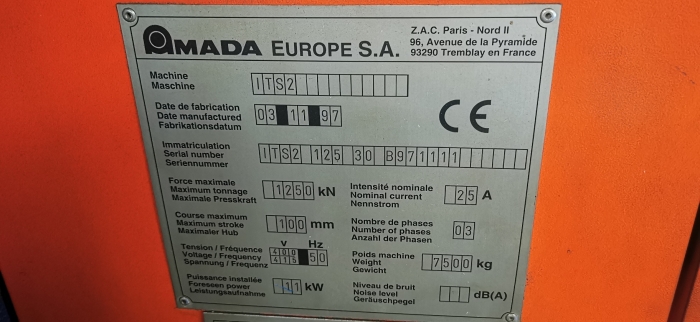 AMADA EUROPE S.A.
Z.A.C. Paris - Nord II
96, Avenue de la Pyramide
93290 Tremblay en France
Machine
Maschine
ITS2
Date de fabrication
Date manufactured
Fabrikationsdatum
03 11 97
CE
Immatriculation
Serial number
Seriennummer
ITS2 125 30 B971111
Force maximale
Maximum tonnage
Maximale Presskraft
1250 kN
Intensité nominale
Nominal current
Nennstrom
25 A
Course maximum
Maximum stroke
Maximaler Hub
100 mm
Nombre de phases
Number of phases
Anzahl der Phasen
03
Tension / Fréquence
Voltage / Frequency
Spannung / Frequenz
V Hz
400
415 50
Poids machine
Weight
Gewicht
7500 kg
Puissance installée
Foreseen power
Leistungsaufnahme
11 kW
Niveau de bruit
Noise level
Geräuschpegel
dB(A)